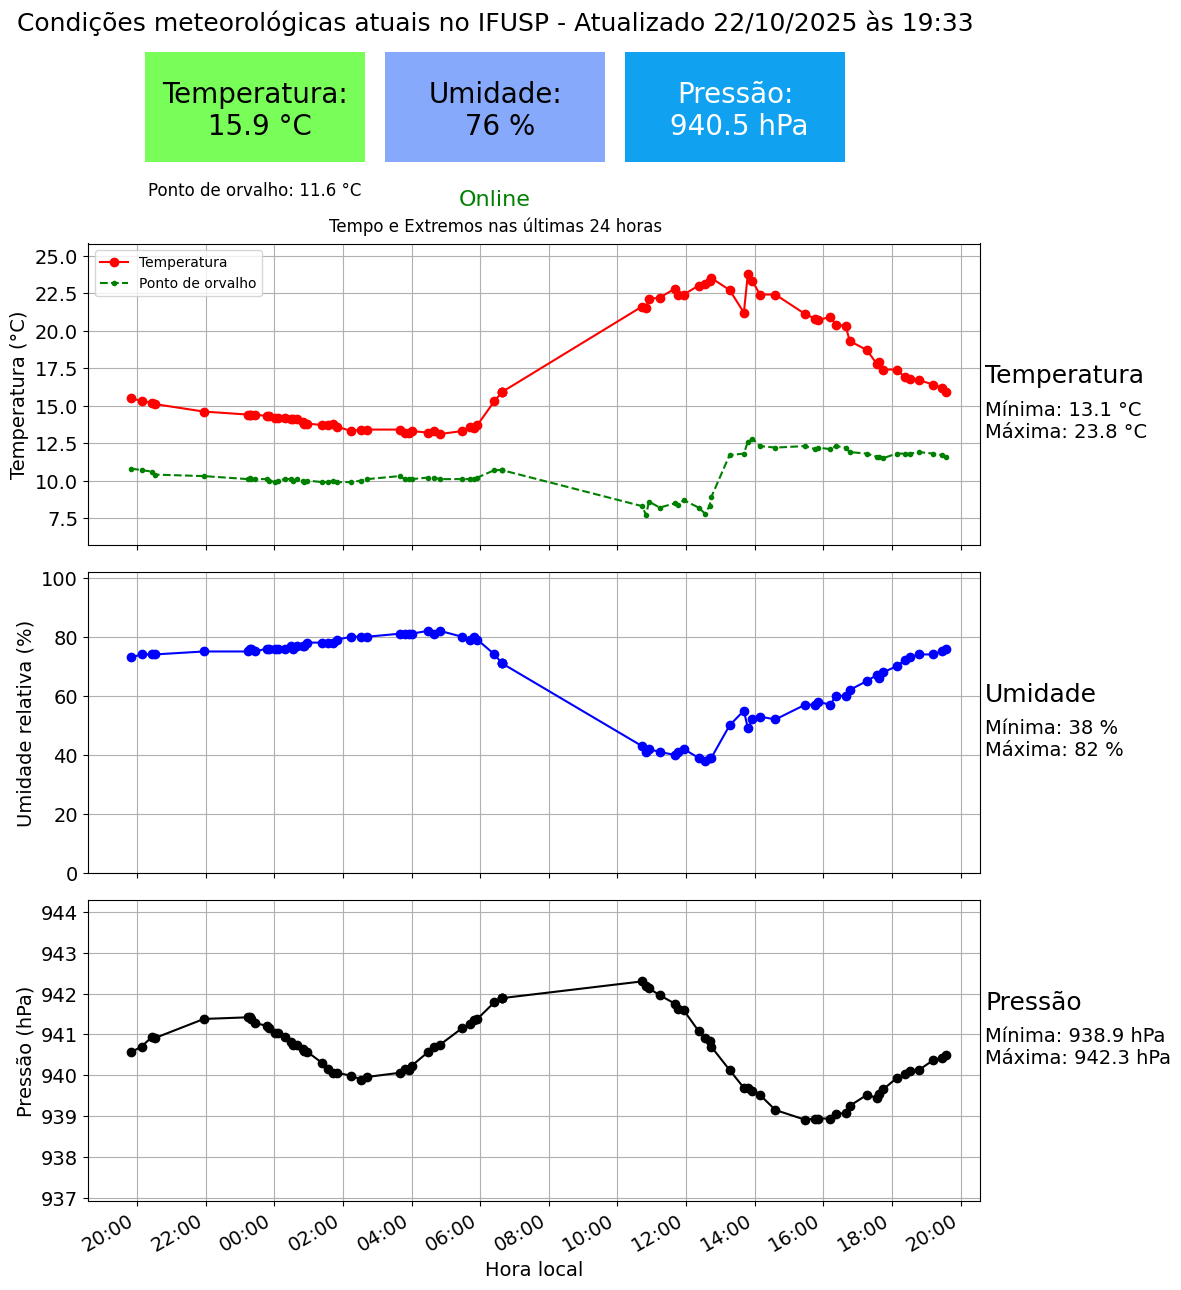 Condições meteorológicas atuais no IFUSP - Atualizado 22/10/2025 às 19:33
Temperatura:
15.9 °C
Umidade:
76 %
Pressão:
940.5 hPa
Ponto de orvalho: 11.6 °C
Online
Tempo e Extremos nas últimas 24 horas
Temperatura (°C)
25.0
22.5
20.0
17.5
15.0
12.5
10.0
7.5
Temperatura
Ponto de orvalho
Temperatura
Mínima: 13.1 °C
Máxima: 23.8 °C
Umidade relativa (%)
100
80
60
40
20
0
Umidade
Mínima: 38 %
Máxima: 82 %
Pressão (hPa)
944
943
942
941
940
939
938
937
Pressão
Mínima: 938.9 hPa
Máxima: 942.3 hPa
20:00 22:00 00:00 02:00 04:00 06:00 08:00 10:00 12:00 14:00 16:00 18:00 20:00
Hora local